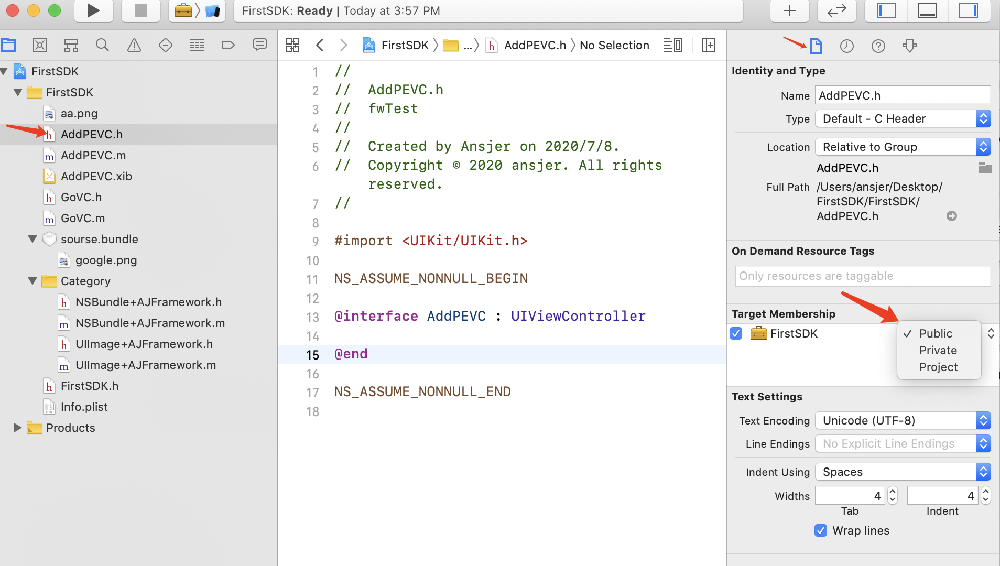 FirstSDK: Ready | Today at 3:57 PM
FirstSDK
...
AddPEVC.h
No Selection
FirstSDK
FirstSDK
aa.png
h AddPEVC.h
m AddPEVC.m
AddPEVC.xib
h GoVC.h
m GoVC.m
sourse.bundle
google.png
Category
h NSBundle+AJFramework.h
m NSBundle+AJFramework.m
h UIImage+AJFramework.h
m UIImage+AJFramework.m
h FirstSDK.h
Info.plist
Products
1 //
2 //  AddPEVC.h
3 //  fwTest
4 //
5 //  Created by Ansjer on 2020/7/8.
6 //  Copyright © 2020 ansjer. All rights
reserved.
7 //
8
9 #import <UIKit/UIKit.h>
10
11 NS_ASSUME_NONNULL_BEGIN
12
13 @interface AddPEVC : UIViewController
14
15 @end
16
17 NS_ASSUME_NONNULL_END
18
Identity and Type
Name AddPEVC.h
Type Default - C Header
Location Relative to Group
AddPEVC.h
Full Path /Users/ansjer/Desktop/
FirstSDK/FirstSDK/
AddPEVC.h
On Demand Resource Tags
Only resources are taggable
Target Membership
FirstSDK
✓ Public
Private
Project
Text Settings
Text Encoding Unicode (UTF-8)
Line Endings No Explicit Line Endings
Indent Using Spaces
Widths 4 4
Tab Indent
Wrap lines